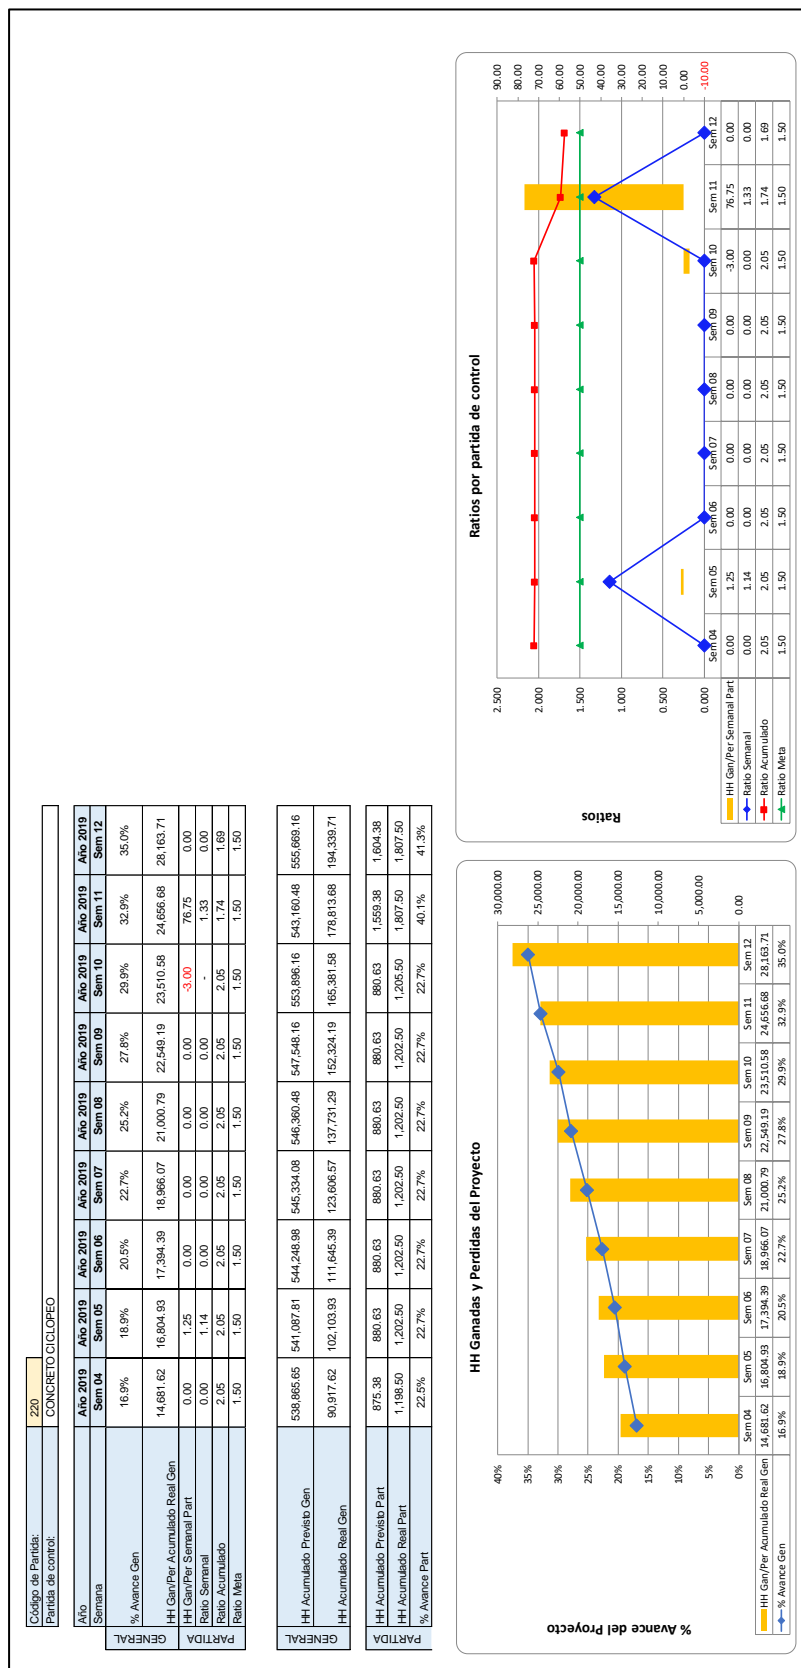 Código de Partida: 220
Partida de control: CONCRETO CICLOPEO
Año Año 2019 Año 2019 Año 2019 Año 2019 Año 2019 Año 2019 Año 2019 Año 2019 Año 2019
Semana Sem 04 Sem 05 Sem 06 Sem 07 Sem 08 Sem 09 Sem 10 Sem 11 Sem 12
GENERAL
% Avance Gen 16.9% 18.9% 20.5% 22.7% 25.2% 27.8% 29.9% 32.9% 35.0%
HH Gan/Per Acumulado Real Gen 14,681.62 16,804.93 17,394.39 18,966.07 21,000.79 22,549.19 23,510.58 24,656.68 28,163.71
PARTIDA
HH Gan/Per Semanal Part 0.00 1.25 0.00 0.00 0.00 0.00 -3.00 76.75 0.00
Ratio Semanal 0.00 1.14 0.00 0.00 0.00 0.00 - 1.33 0.00
Ratio Acumulado 2.05 2.05 2.05 2.05 2.05 2.05 2.05 1.74 1.69
Ratio Meta 1.50 1.50 1.50 1.50 1.50 1.50 1.50 1.50 1.50
GENERAL
HH Acumulado Previsto Gen 538,865.65 541,087.81 544,248.98 545,334.08 546,360.48 547,548.16 553,896.16 543,160.48 555,669.16
HH Acumulado Real Gen 90,917.62 102,103.93 111,645.39 123,606.57 137,731.29 152,324.19 165,381.58 178,813.68 194,339.71
PARTIDA
HH Acumulado Previsto Part 875.38 880.63 880.63 880.63 880.63 880.63 880.63 1,559.38 1,604.38
HH Acumulado Real Part 1,198.50 1,202.50 1,202.50 1,202.50 1,202.50 1,202.50 1,205.50 1,807.50 1,807.50
% Avance Part 22.5% 22.7% 22.7% 22.7% 22.7% 22.7% 22.7% 40.1% 41.3%
HH Ganadas y Perdidas del Proyecto
% Avance del Proyecto
40% 30,000.00
35% 25,000.00
30% 20,000.00
25%
20% 15,000.00
15% 10,000.00
10%
5% 5,000.00
0% 0.00
Sem 04 Sem 05 Sem 06 Sem 07 Sem 08 Sem 09 Sem 10 Sem 11 Sem 12
HH Gan/Per Acumulado Real Gen 14,681.62 16,804.93 17,394.39 18,966.07 21,000.79 22,549.19 23,510.58 24,656.68 28,163.71
% Avance Gen 16.9% 18.9% 20.5% 22.7% 25.2% 27.8% 29.9% 32.9% 35.0%
Ratios por partida de control
Ratios
2.500 90.00
80.00
2.000 70.00
60.00
1.500 50.00
40.00
1.000 30.00
20.00
0.500 10.00
0.00
0.000 -10.00
Sem 04 Sem 05 Sem 06 Sem 07 Sem 08 Sem 09 Sem 10 Sem 11 Sem 12
HH Gan/Per Semanal Part 0.00 1.25 0.00 0.00 0.00 0.00 -3.00 76.75 0.00
Ratio Semanal 0.00 1.14 0.00 0.00 0.00 0.00 0.00 1.33 0.00
Ratio Acumulado 2.05 2.05 2.05 2.05 2.05 2.05 2.05 1.74 1.69
Ratio Meta 1.50 1.50 1.50 1.50 1.50 1.50 1.50 1.50 1.50